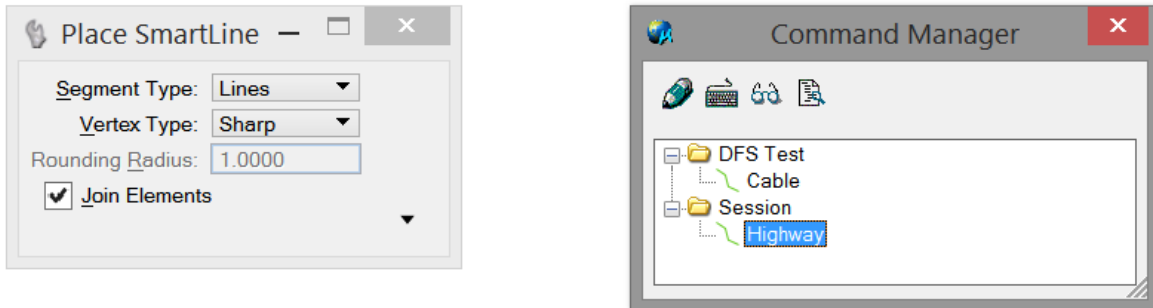 Place SmartLine
Segment Type: Lines
Vertex Type: Sharp
Rounding Radius: 1.0000
Join Elements
Command Manager
DFS Test
Cable
Session
Highway